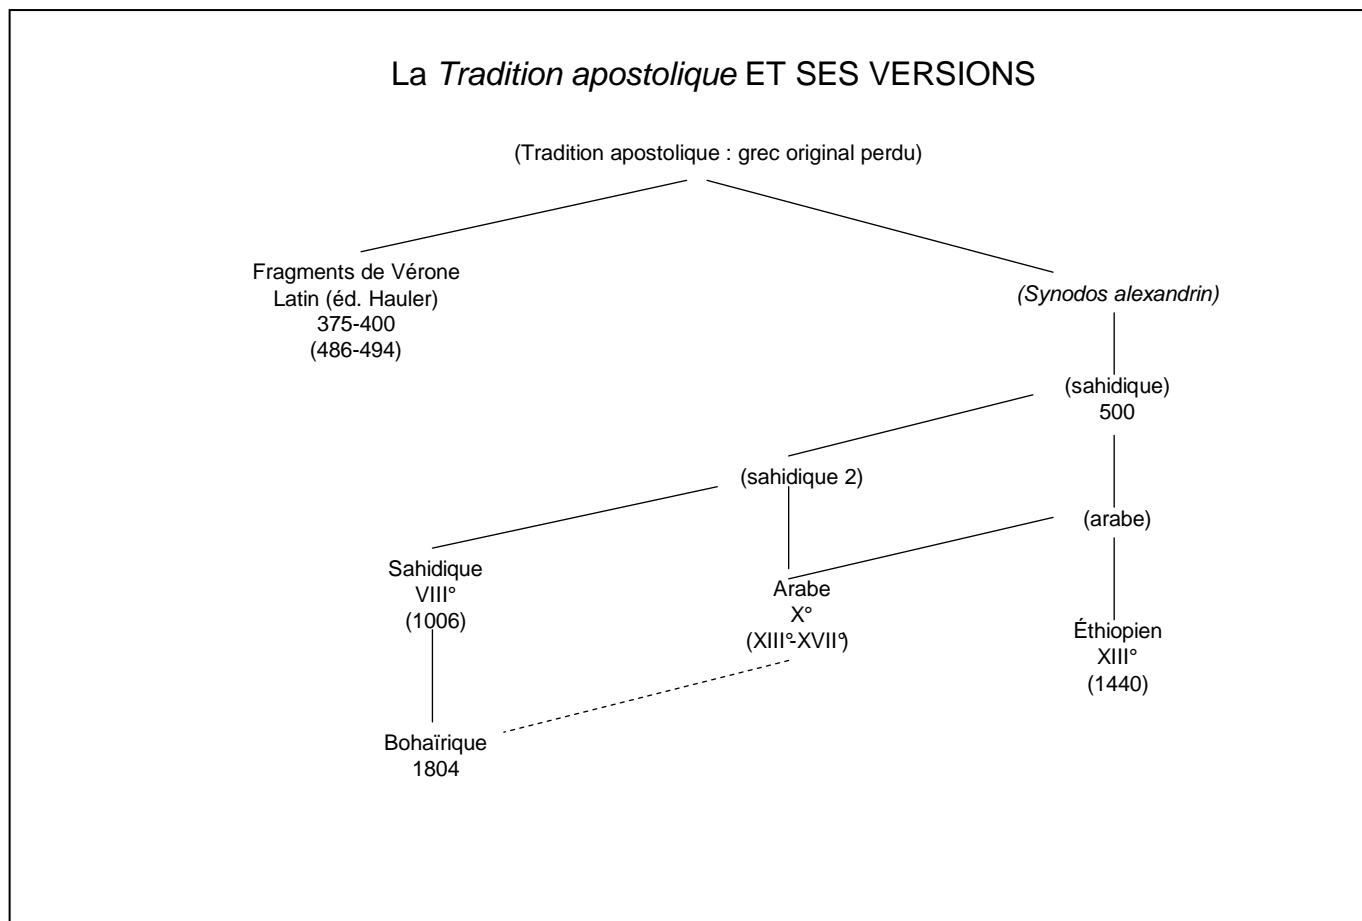 La Tradition apostolique ET SES VERSIONS
(Tradition apostolique : grec original perdu)
Fragments de Vérone
Latin (éd. Hauler)
375-400
(486-494)
(Synodos alexandrin)
(sahidique)
500
(sahidique 2)
(arabe)
Sahidique
VIII°
(1006)
Arabe
X°
(XIII°-XVII°)
Éthiopien
XIII°
(1440)
Bohaïrique
1804